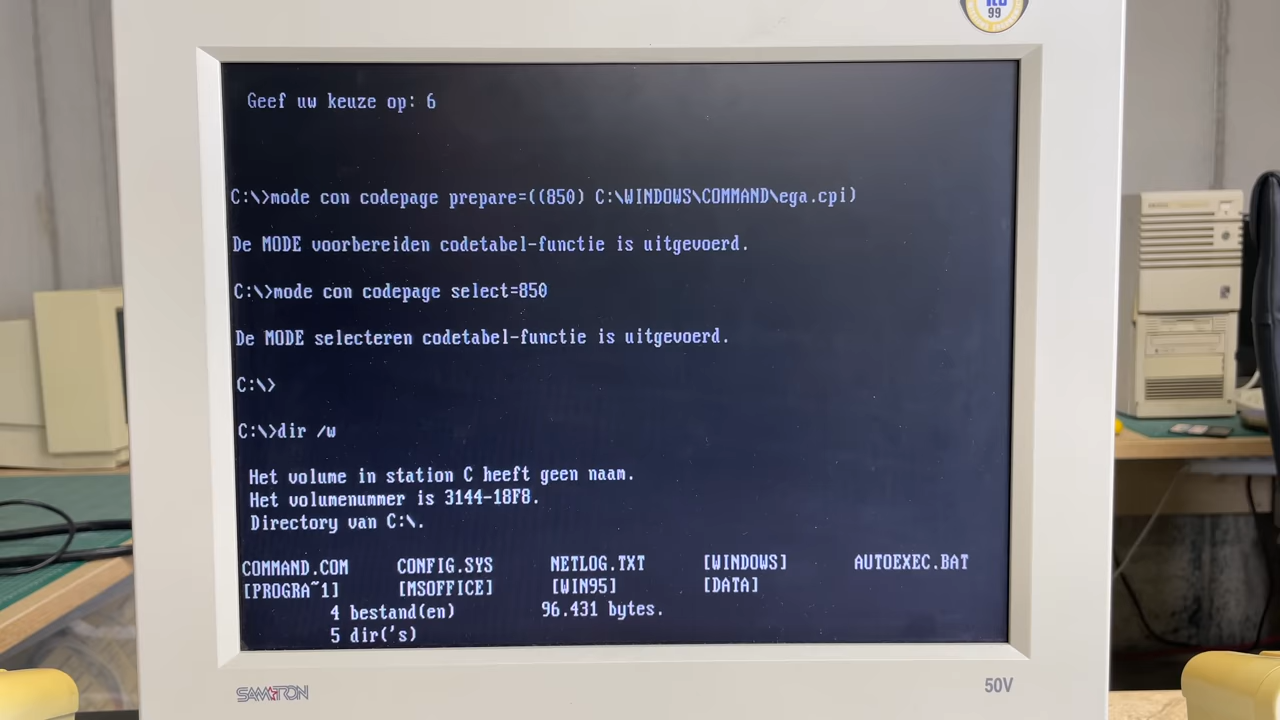 99
Geef uw keuze op: 6
C:\>mode con codepage prepare=((850) C:\WINDOWS\COMMAND\ega.cpi)
De MODE voorbereiden codetabel-functie is uitgevoerd.
C:\>mode con codepage select=850
De MODE selecteren codetabel-functie is uitgevoerd.
C:\>
C:\>dir /w
Het volume in station C heeft geen naam.
Het volumenummer is 3144-18F8.
Directory van C:\.
COMMAND.COM CONFIG.SYS NETLOG.TXT [WINDOWS] AUTOEXEC.BAT
[PROGRA~1] [MSOFFICE] [WIN95] [DATA]
4 bestand(en) 96.431 bytes.
5 dir('s)
SAMTRON 50V